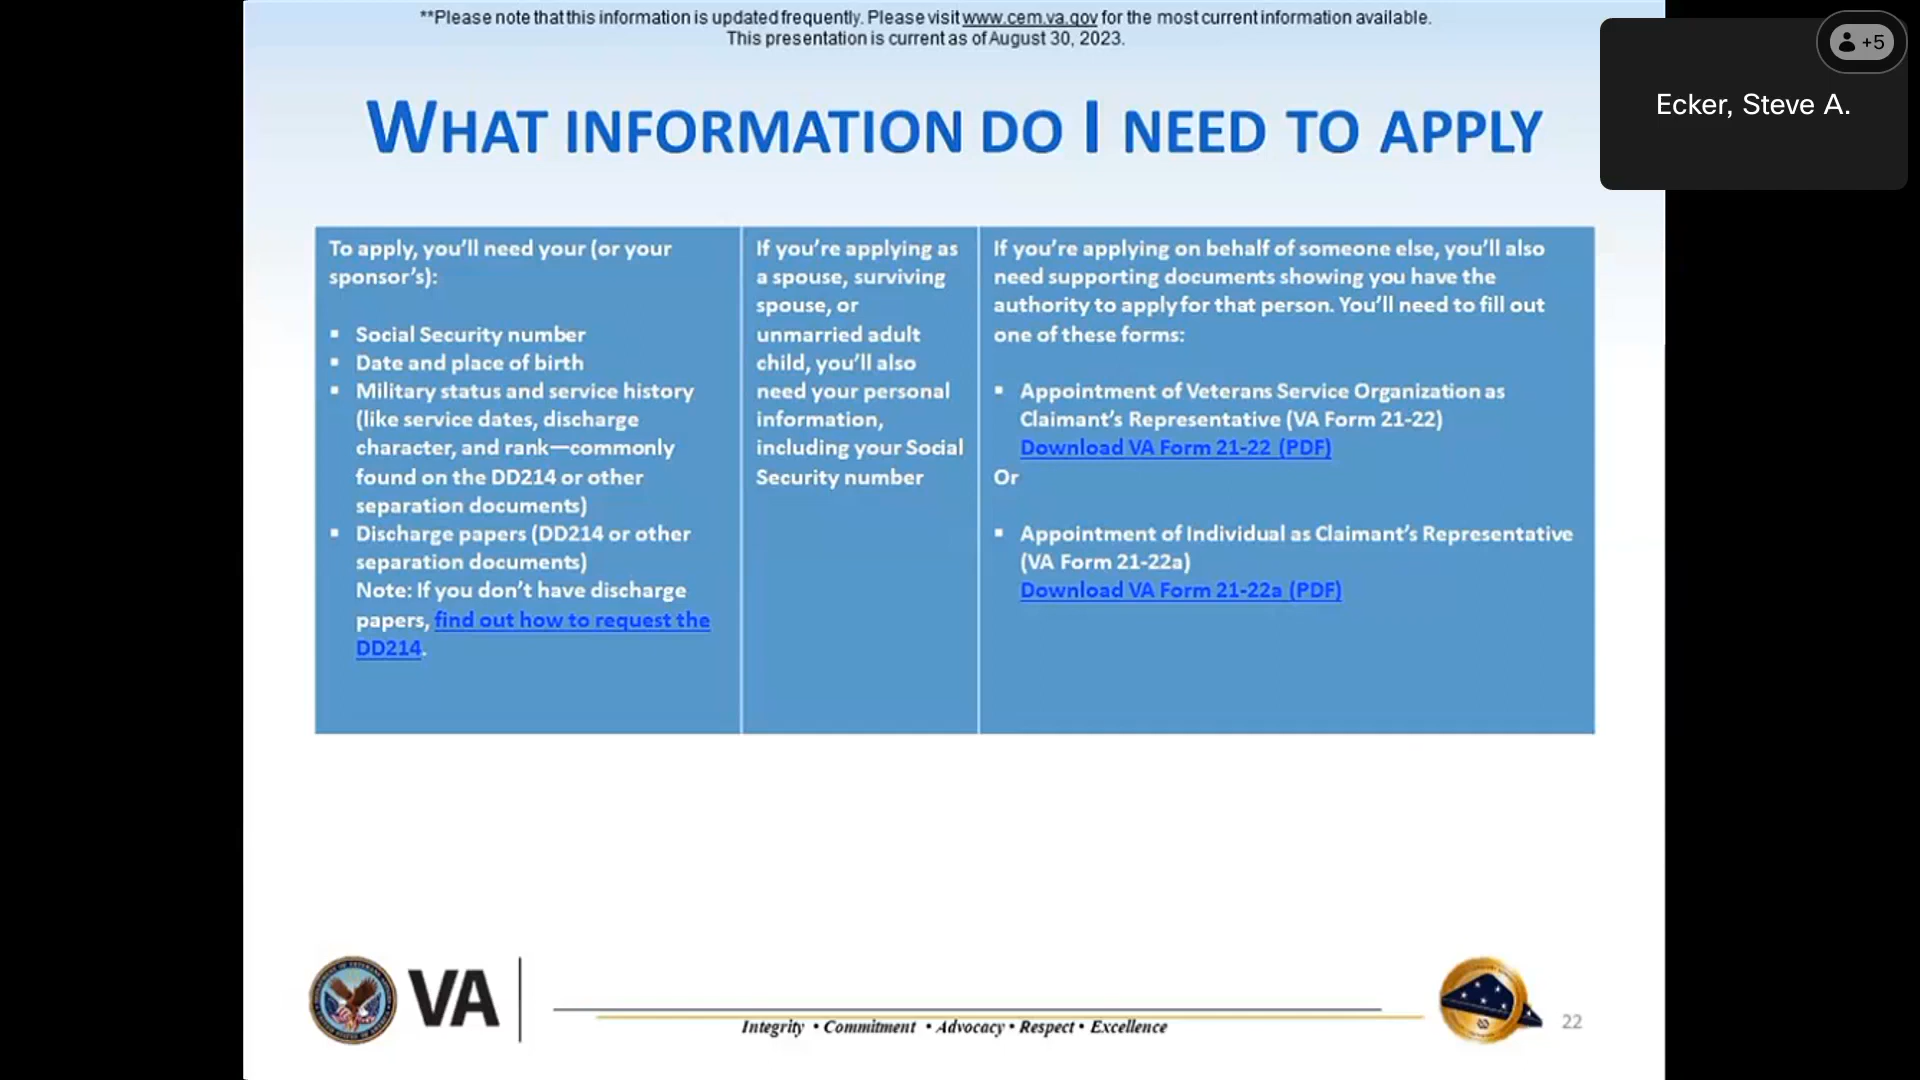 **Please note that this information is updated frequently. Please visit www.cem.va.gov for the most current information available.
This presentation is current as of August 30, 2023.
+5
Ecker, Steve A.
WHAT INFORMATION DO I NEED TO APPLY
To apply, you’ll need your (or your
sponsor’s):
▪ Social Security number
▪ Date and place of birth
▪ Military status and service history
(like service dates, discharge
character, and rank—commonly
found on the DD214 or other
separation documents)
▪ Discharge papers (DD214 or other
separation documents)
Note: If you don’t have discharge
papers, find out how to request the
DD214.
If you’re applying as
a spouse, surviving
spouse, or
unmarried adult
child, you’ll also
need your personal
information,
including your Social
Security number
If you’re applying on behalf of someone else, you’ll also
need supporting documents showing you have the
authority to apply for that person. You’ll need to fill out
one of these forms:
▪ Appointment of Veterans Service Organization as
Claimant’s Representative (VA Form 21-22)
Download VA Form 21-22 (PDF)
Or
▪ Appointment of Individual as Claimant’s Representative
(VA Form 21-22a)
Download VA Form 21-22a (PDF)
VA
Integrity • Commitment • Advocacy • Respect • Excellence
22